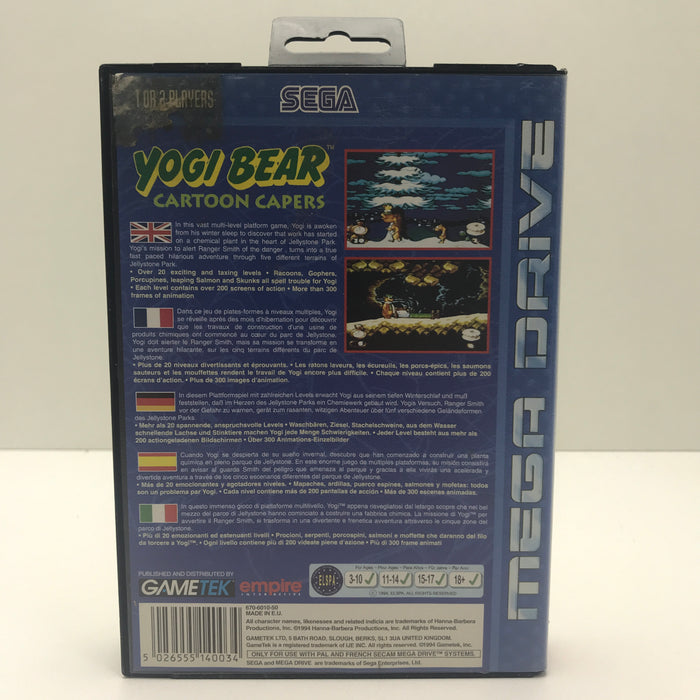 1 OR 2 PLAYERS
SEGA
YOGI BEAR™
CARTOON CAPERS
In this vast multi-level platform game, Yogi is awoken
from his winter sleep to discover that work has started
on a chemical plant in the heart of Jellystone Park.
Yogi's mission to alert Ranger Smith of the danger , turns into a true
fast paced hilarious adventure through five different terrains of
Jellystone Park.
• Over 20 exciting and taxing levels • Racoons, Gophers,
Porcupines, leaping Salmon and Skunks all spell trouble for Yogi
• Each level contains over 200 screens of action • More than 300
frames of animation
Dans ce jeu de plates-formes à niveaux multiples, Yogi
se réveille après des mois d'hibernation pour découvrir
que les travaux de construction d'une usine de
produits chimiques ont commencé au cœur du parc de Jellystone.
Yogi doit alerter le Ranger Smith, mais sa mission se transforme en
une aventure hilarante, sur les cinq terrains différents du parc de
Jellystone.
• Plus de 20 niveaux divertissants et éprouvants. • Les ratons laveurs, les écureuils, les porcs-épics, les saumons
sauteurs et les mouffettes rendent le travail de Yogi encore plus difficile. • Chaque niveau contient plus de 200
écrans d'action. • Plus de 300 images d'animation.
In diesem Plattformspiel mit zahlreichen Levels erwacht Yogi aus seinem tiefen Winterschlaf und muß
feststellen, daß im Herzen des Jellystone Parks ein Chemiewerk gebaut wird. Yogis Versuch, Ranger Smith
vor der Gefahr zu warnen, gerät zum rasanten, witzigen Abenteuer über fünf verschiedene Geländeformen
des Jellystone Parks.
• Mehr als 20 spannende, anspruchsvolle Levels • Waschbären, Ziesel, Stachelschweine, aus dem Wasser
schnellende Lachse und Stinktiere machen Yogi jede Menge Schwierigkeiten. • Jeder Level besteht aus mehr als
200 actiongeladenen Bildschirmen • Über 300 Animations-Einzelbilder
Cuando Yogi se despierta de su sueño invernal, descubre que han comenzado a construir una planta
química en pleno parque de Jellystone. En este enorme juego de multiples plataformas, su misión consistirá
en avisar al guarda Smith del peligro que amenaza al parque y gracias a ella vivirás una acelerada y
divertida aventura a través de los cinco escenarios diferentes del parque de Jellystone.
• Más de 20 emocionantes y agotadores niveles. • Mapaches, ardillas, puerco espines, salmones y mofetas: todos
son un problema par Yogi. • Cada nivel contiene más de 200 pantallas de acción • Más de 300 escenas animadas.
In questo immenso gioco di piattaforme multilivello, Yogi™ appena risvegliatosi dal letargo scopre che nel bel
mezzo del parco di Jellystone hanno cominciato a costruire una fabbrica chimica. La missione di Yogi™ per
avvertire il Ranger Smith, si trasforma in una divertente e frenetica avventura attraverso le cinque zone del
parco di Jellystone.
• Più di 20 emozionanti ed estenuanti livelli • Procioni, serpenti, porcospini, salmoni e moffette che daranno del filo
da torcere a Yogi™. • Ogni livello contiene più di 200 videate piene d'azione • Più di 300 frame animati
MEGA DRIVE
PUBLISHED AND DISTRIBUTED BY
GAMETEK
empire
INTERACTIVE
ELSPA
For Ages / Pour Ages / Para Años / Für Jahre / Per Anni
3-10
11-14
15-17
18+
© 1994, ELSPA, ALL RIGHTS RESERVED
670-6010-50
MADE IN E.U.
All character names, likenesses and related indicia are trademarks of Hanna-Barbera
Productions, Inc. ©1994 Hanna-Barbera Productions, Inc. All Rights Reserved.
GAMETEK LTD, 5 BATH ROAD, SLOUGH, BERKS, SL1 3UA UNITED KINGDOM.
GameTek is a registered trademark of IJE INC. All rights reserved. ©1994 Gametek, Inc.
ONLY FOR USE WITH PAL AND FRENCH SECAM MEGA DRIVE™ SYSTEMS.
SEGA and MEGA DRIVE are trademarks of Sega Enterprises, Ltd.
5 026555 140034